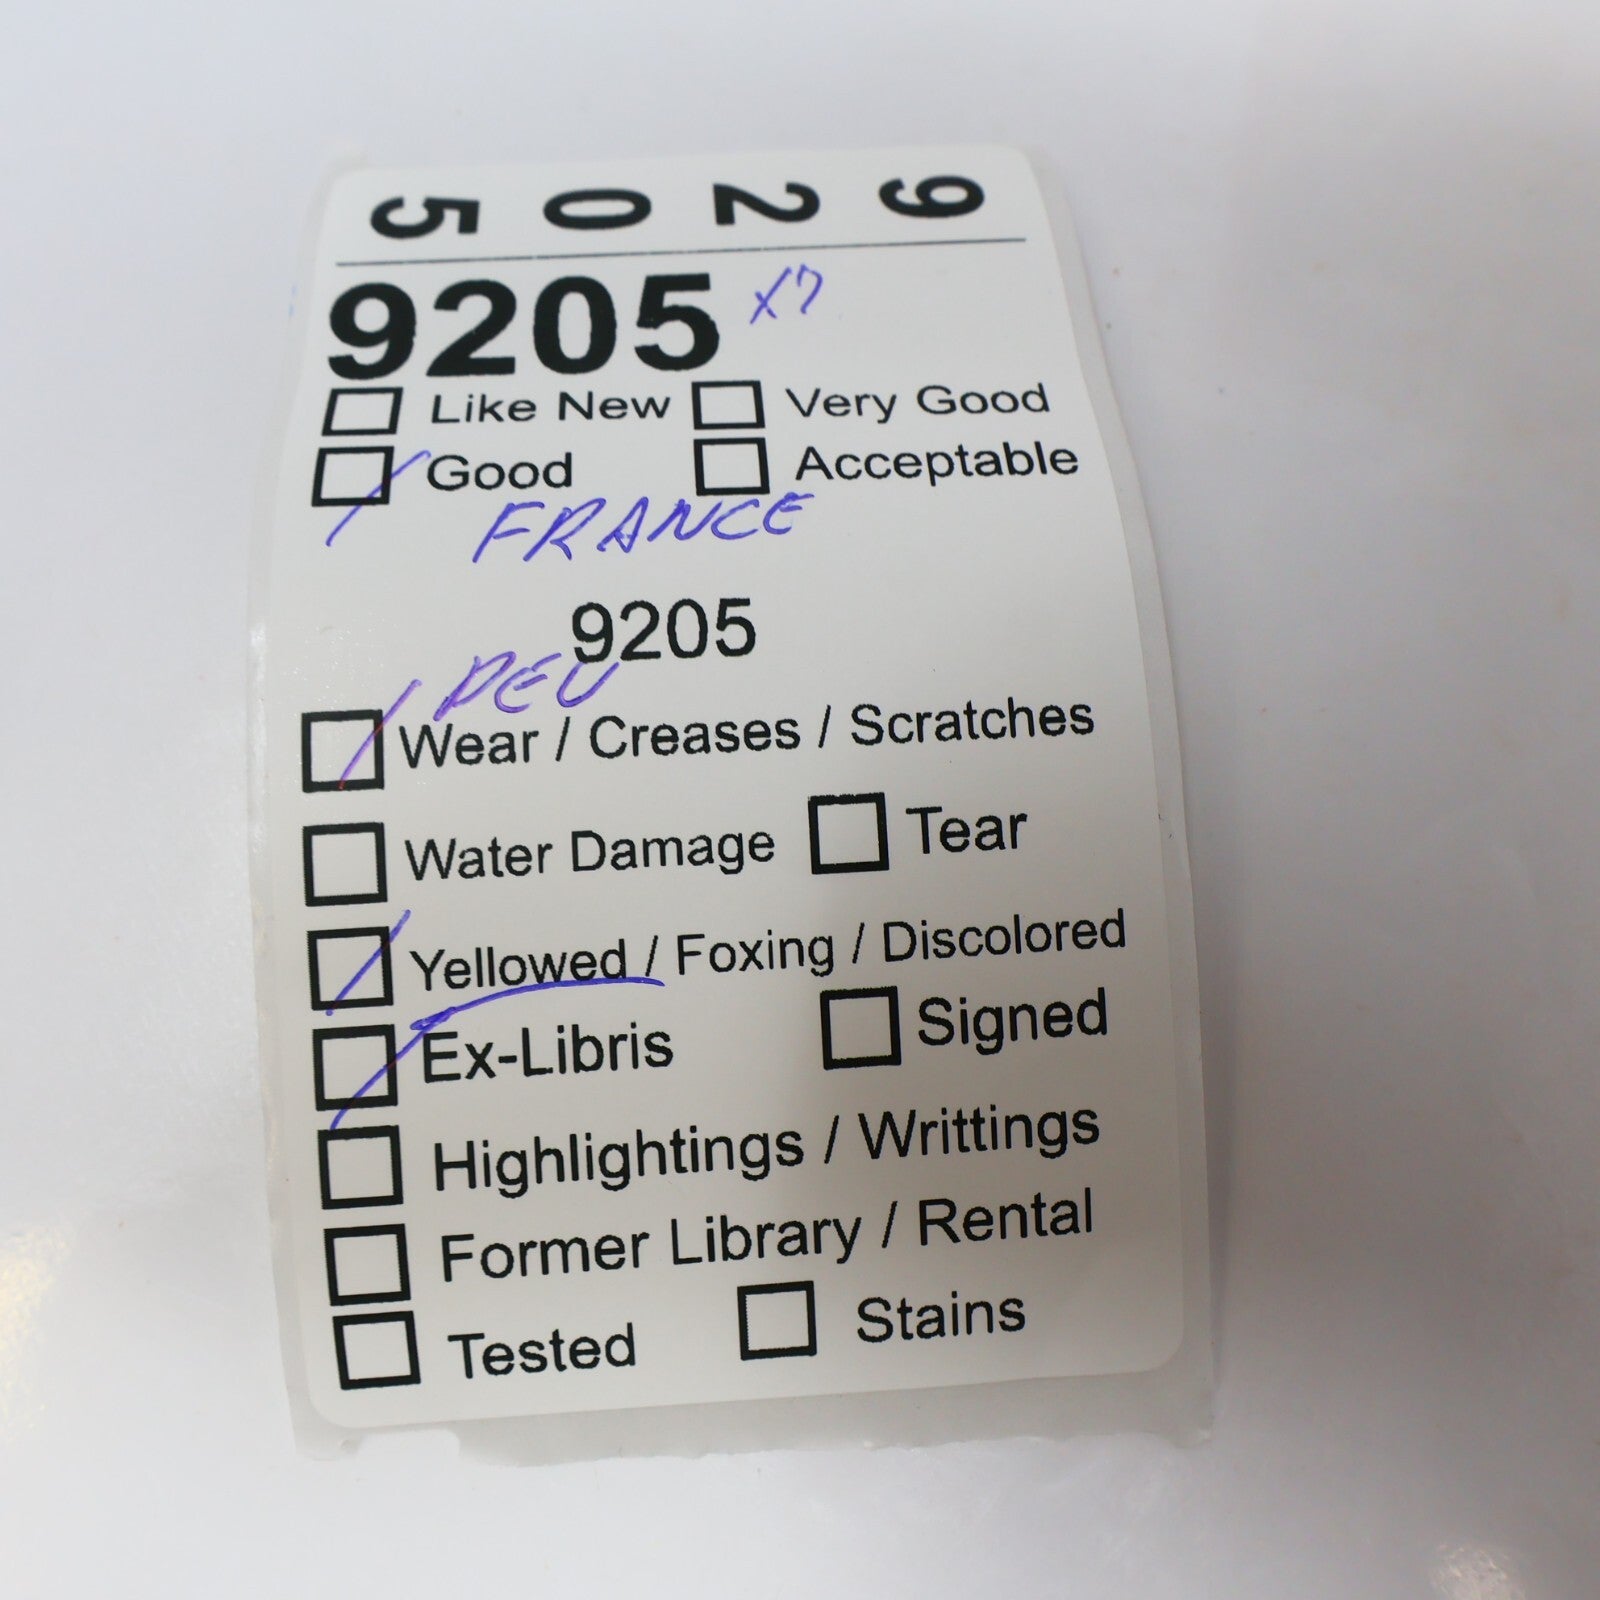 9205
9205 x7
Like New Very Good
Good Acceptable
FRANCE
9205
PEU
Wear / Creases / Scratches
Water Damage Tear
Yellowed / Foxing / Discolored
Ex-Libris Signed
Highlightings / Writtings
Former Library / Rental
Tested Stains